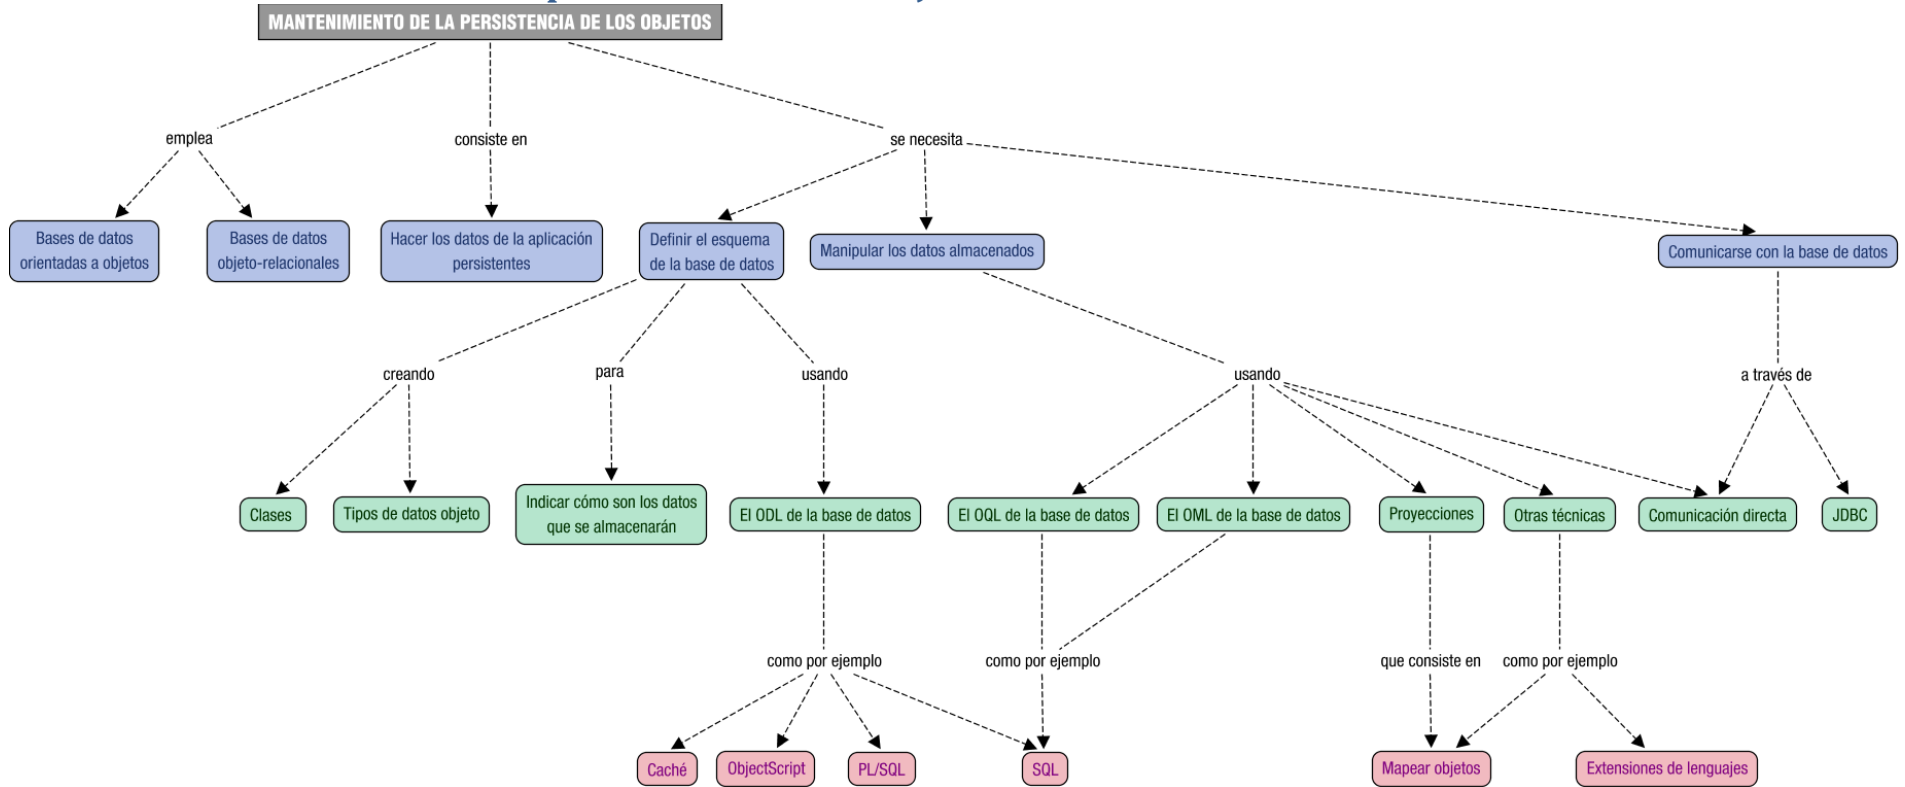 MANTENIMIENTO DE LA PERSISTENCIA DE LOS OBJETOS
emplea
consiste en
se necesita
Bases de datos
orientadas a objetos
Bases de datos
objeto-relacionales
Hacer los datos de la aplicación
persistentes
Definir el esquema
de la base de datos
Manipular los datos almacenados
Comunicarse con la base de datos
creando
para
usando
usando
a través de
Clases
Tipos de datos objeto
Indicar cómo son los datos
que se almacenarán
El ODL de la base de datos
El OQL de la base de datos
El OML de la base de datos
Proyecciones
Otras técnicas
Comunicación directa
JDBC
como por ejemplo
como por ejemplo
que consiste en
como por ejemplo
Caché
ObjectScript
PL/SQL
SQL
Mapear objetos
Extensiones de lenguajes